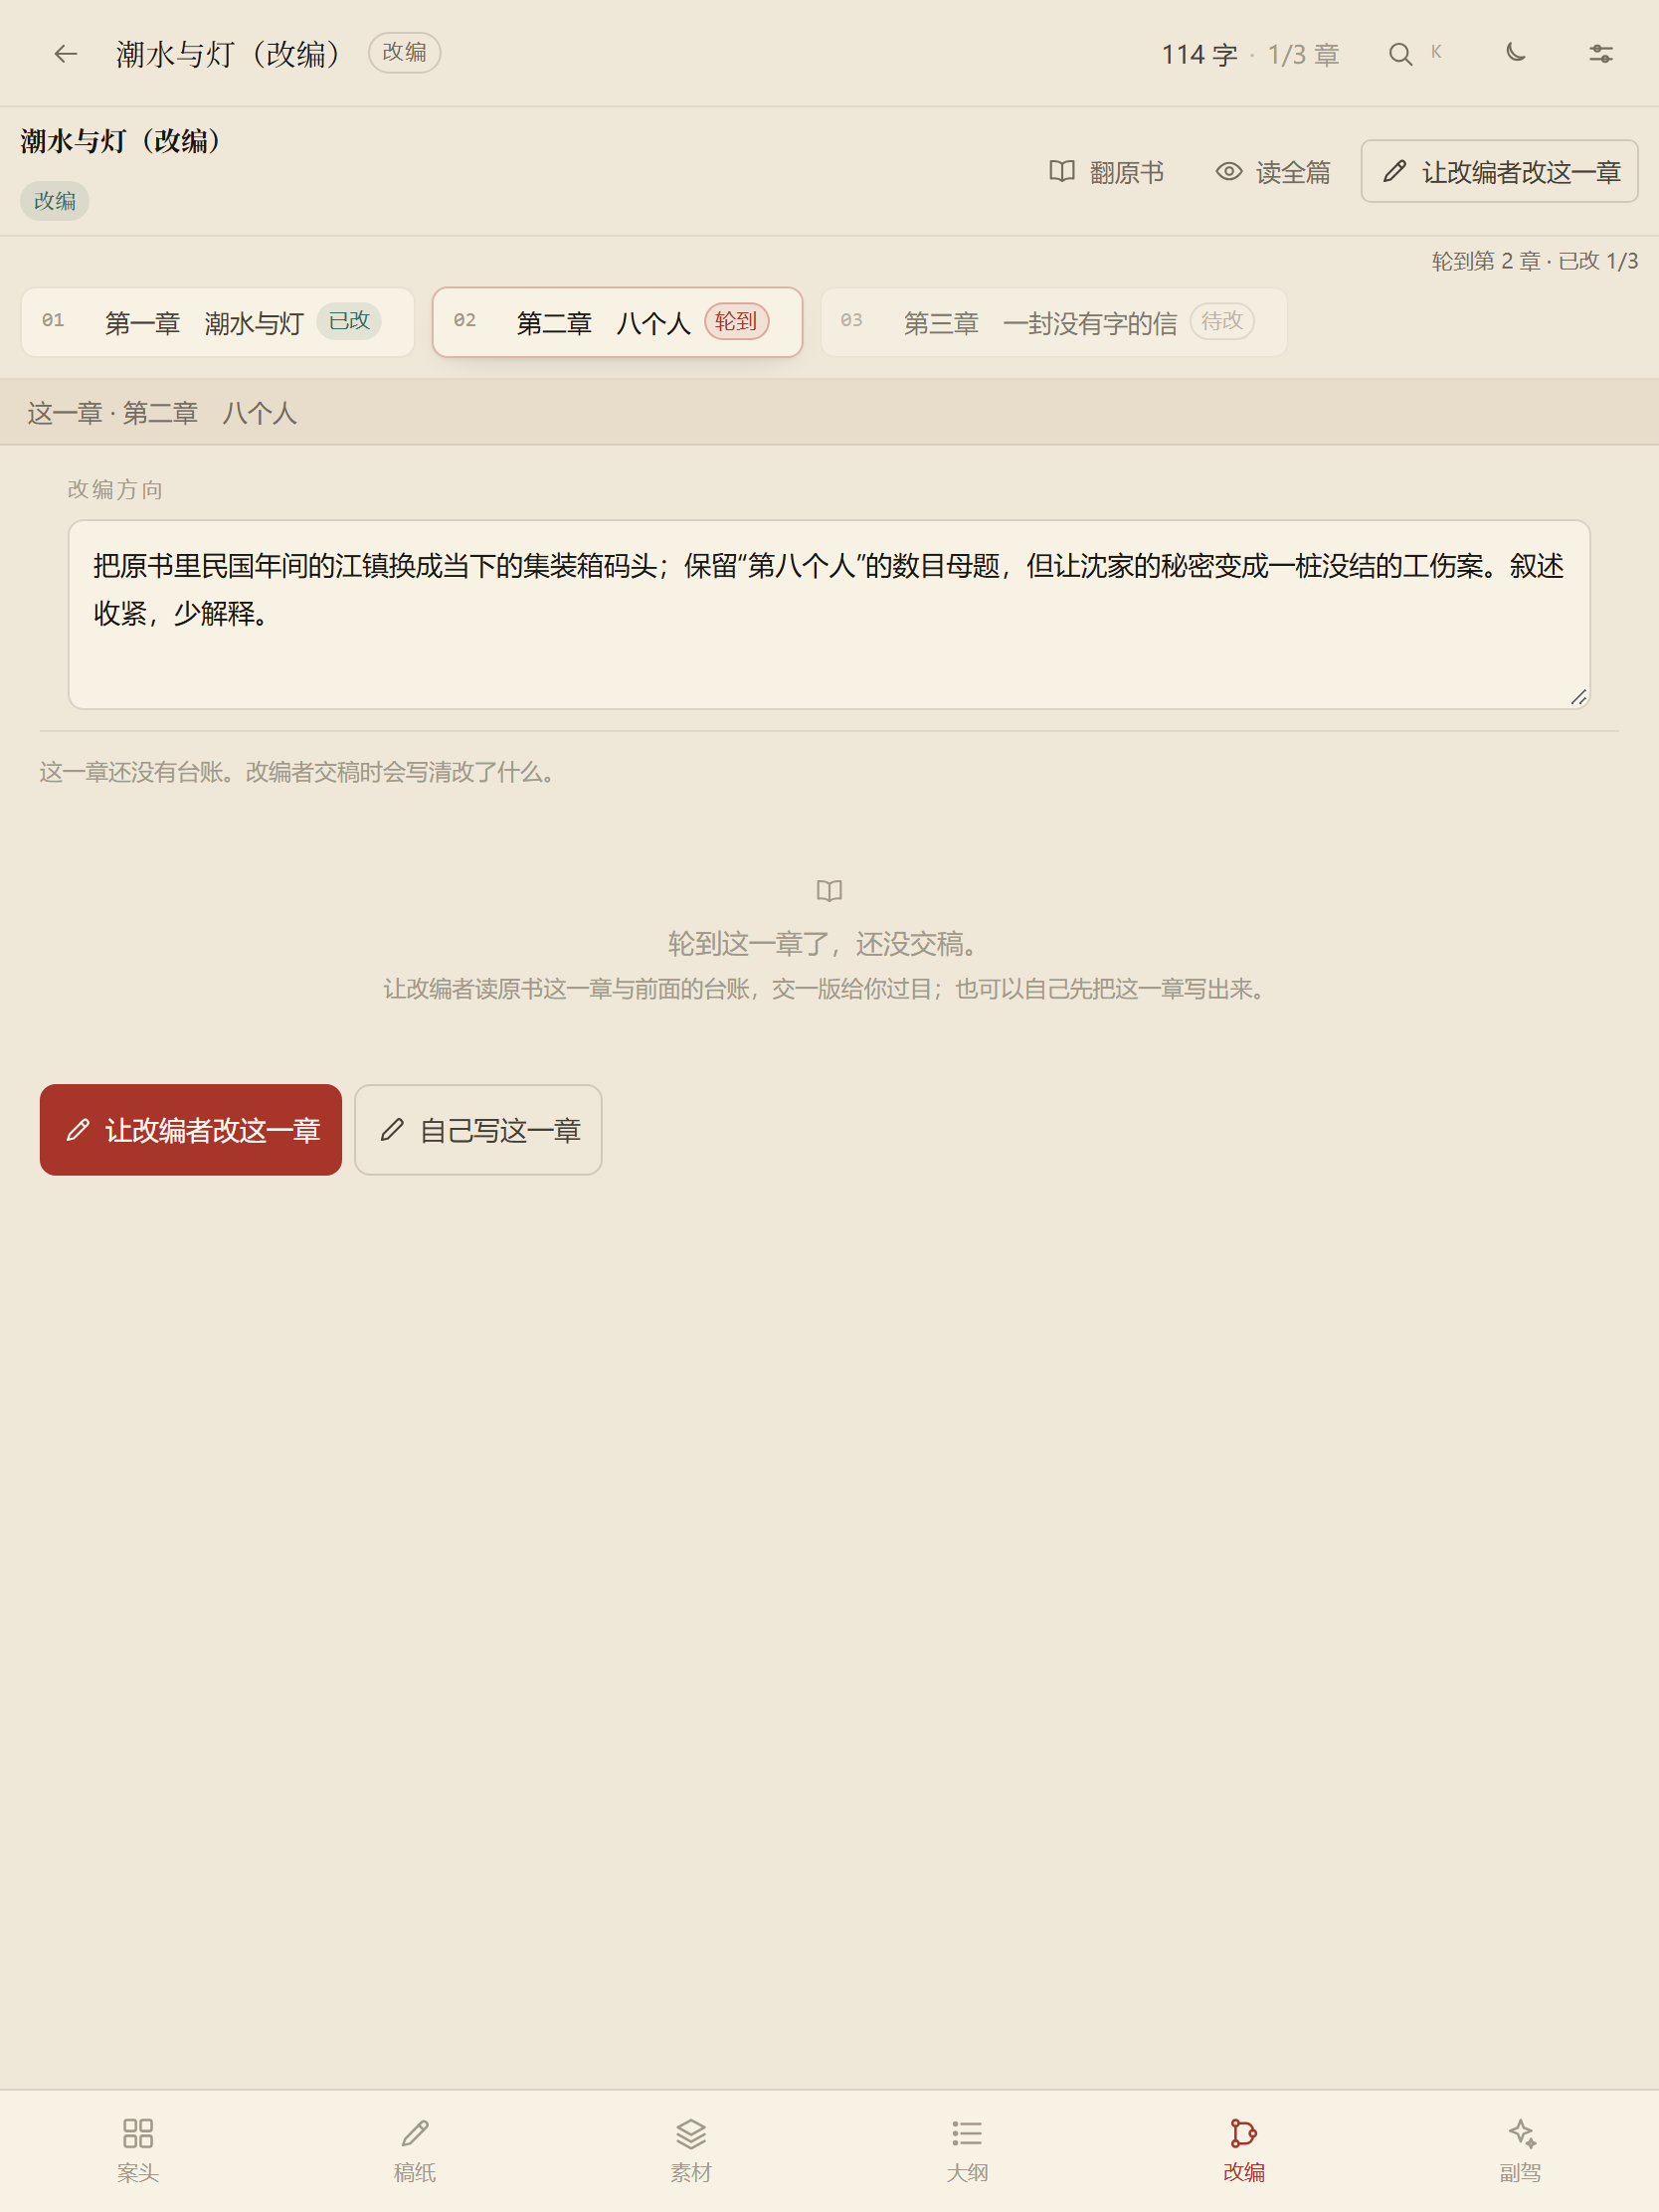 潮水与灯（改编） 改编 114 字 · 1/3 章 K
潮水与灯（改编）
改编
翻原书 读全篇 让改编者改这一章
轮到第 2 章 · 已改 1/3
01 第一章　潮水与灯 已改 02 第二章　八个人 轮到 03 第三章　一封没有字的信 待改
这一章 · 第二章　八个人
改编方向
把原书里民国年间的江镇换成当下的集装箱码头；保留“第八个人”的数目母题，但让沈家的秘密变成一桩没结的工伤案。叙述
收紧，少解释。
这一章还没有台账。改编者交稿时会写清改了什么。
轮到这一章了，还没交稿。
让改编者读原书这一章与前面的台账，交一版给你过目；也可以自己先把这一章写出来。
让改编者改这一章 自己写这一章
案头 稿纸 素材 大纲 改编 副驾